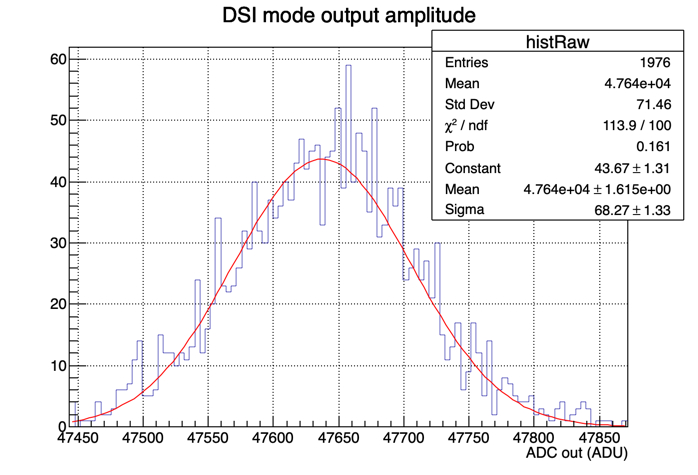 DSI mode output amplitude
histRaw
Entries 1976
Mean 4.764e+04
Std Dev 71.46
χ² / ndf 113.9 / 100
Prob 0.161
Constant 43.67 ± 1.31
Mean 4.764e+04 ± 1.615e+00
Sigma 68.27 ± 1.33
60
50
40
30
20
10
0
47450 47500 47550 47600 47650 47700 47750 47800 47850
ADC out (ADU)